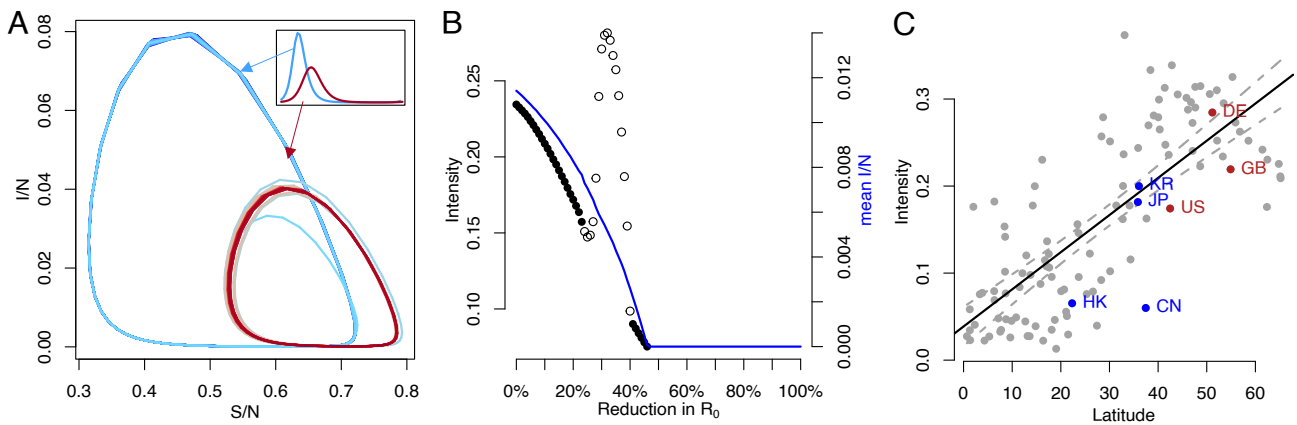 A
I/N
0.08
0.06
0.04
0.02
0.00
0.3
0.4
0.5
0.6
0.7
0.8
S/N
B
Intensity
0.25
0.20
0.15
0.10
0%
20%
40%
60%
80%
100%
Reduction in R₀
0.012
0.008
0.004
0.000
mean I/N
C
Intensity
0.3
0.2
0.1
0.0
DE
GB
KR
JP
US
HK
CN
0
10
20
30
40
50
60
Latitude